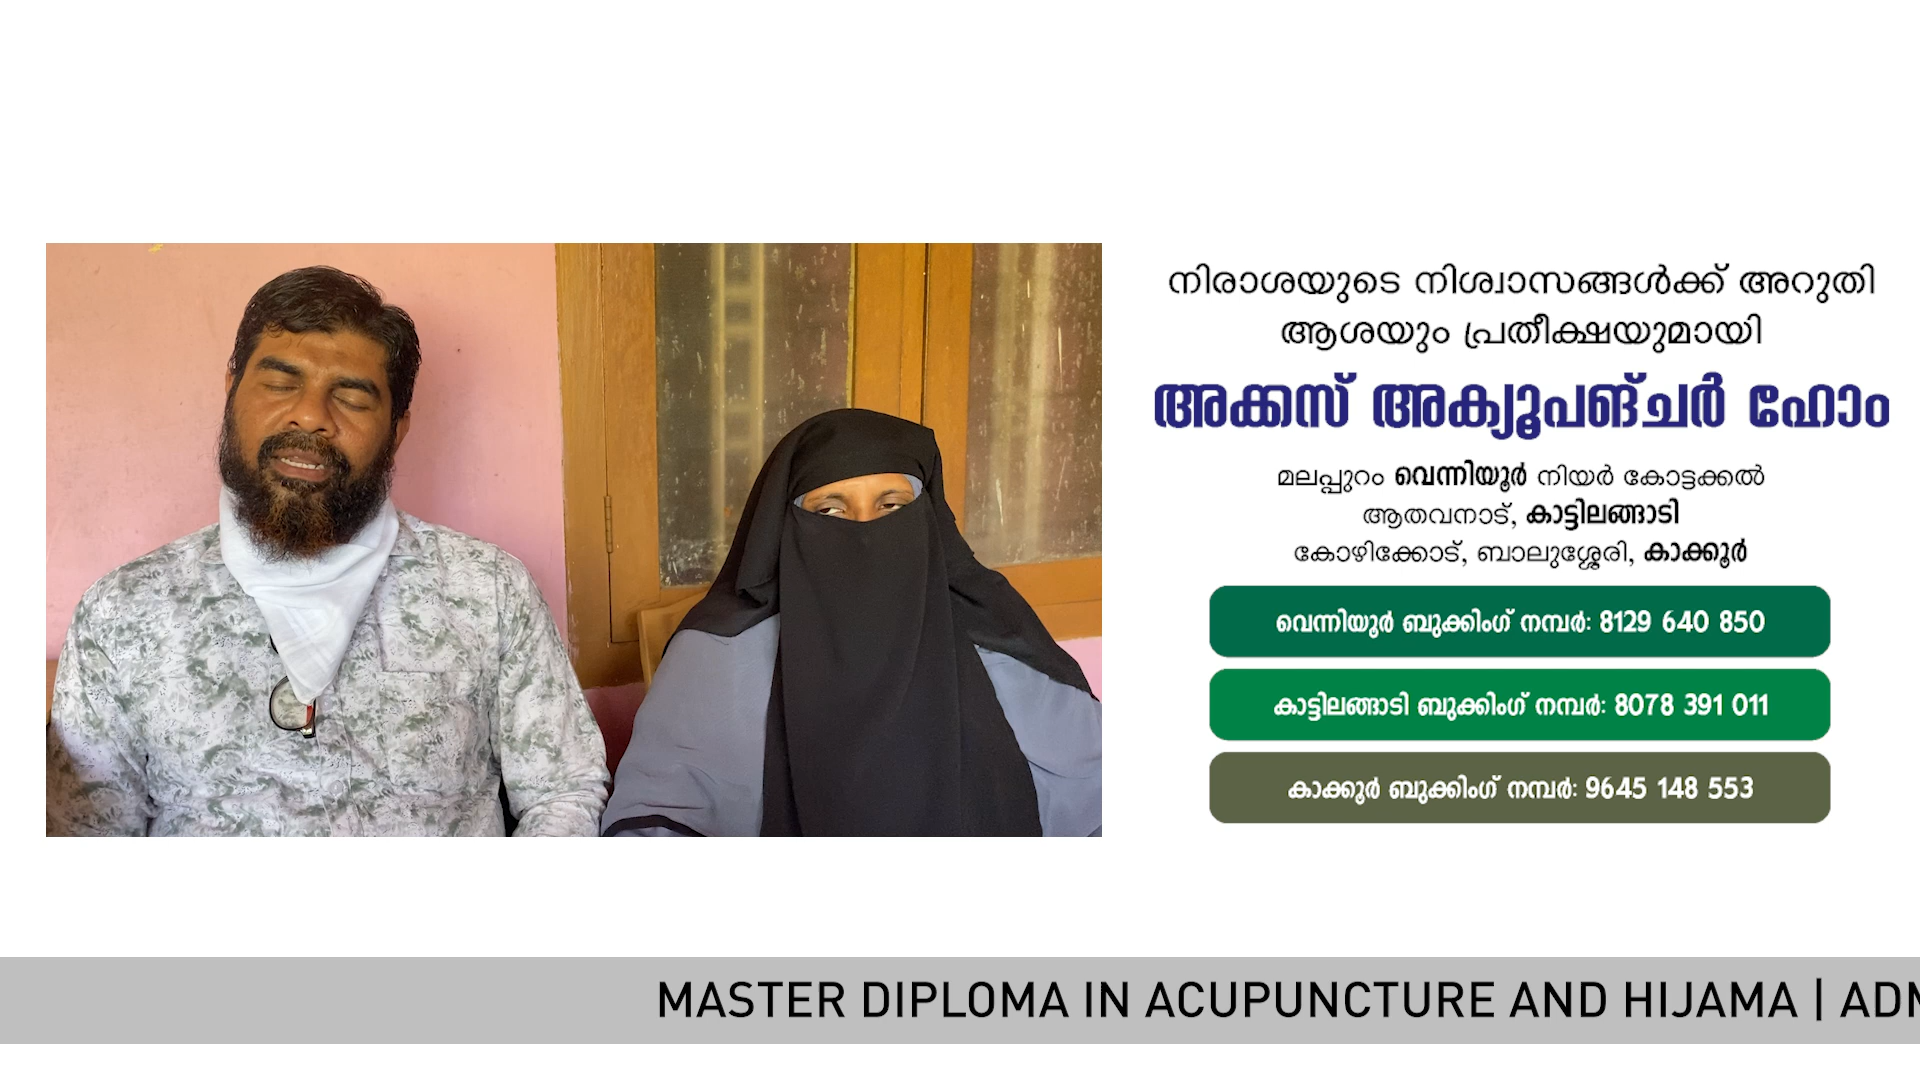 നിരാശയുടെ നിശ്വാസങ്ങൾക്ക് അറുതി
ആശയും പ്രതീക്ഷയുമായി
അക്കസ് അക്യൂപങ്ചർ ഹോം
മലപ്പുറം വെന്നിയൂർ നിയർ കോട്ടക്കൽ
ആതവനാട്, കാട്ടിലങ്ങാടി
കോഴിക്കോട്, ബാലുശ്ശേരി, കാക്കൂർ
വെന്നിയൂർ ബുക്കിംഗ് നമ്പർ: 8129 640 850
കാട്ടിലങ്ങാടി ബുക്കിംഗ് നമ്പർ: 8078 391 011
കാക്കൂർ ബുക്കിംഗ് നമ്പർ: 9645 148 553
MASTER DIPLOMA IN ACUPUNCTURE AND HIJAMA |